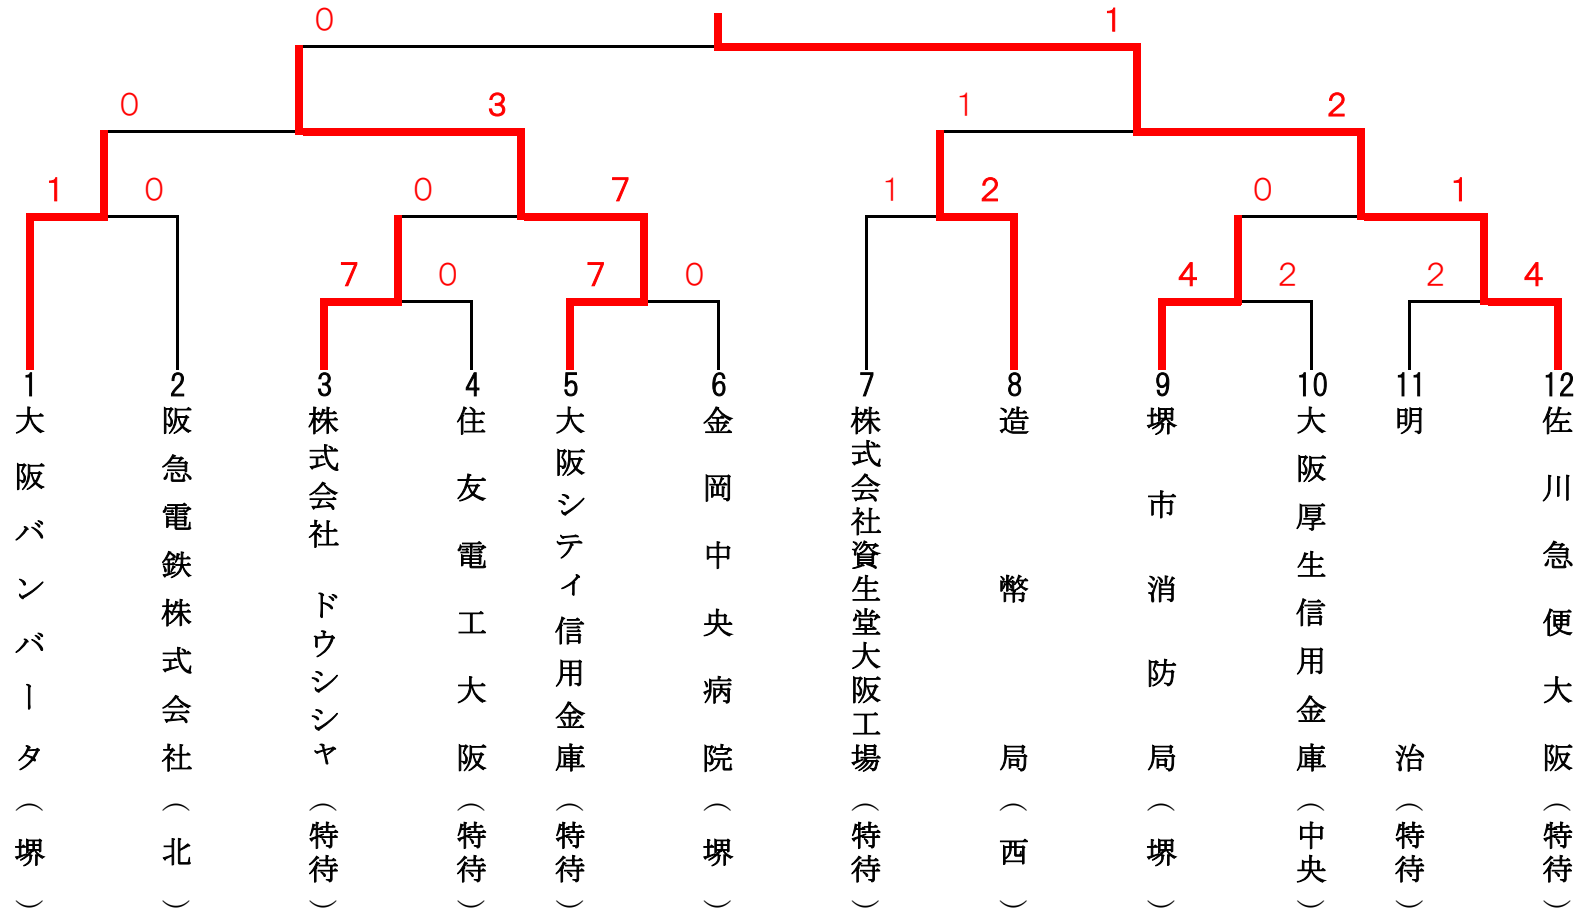 0 1
0 3 1 2
1 0 0 7 1 2 0 1
7 0 7 0 4 2 2 4
1 2 3 4 5 6 7 8 9 10 11 12
大阪バンバータ（堺）
阪急電鉄株式会社（北）
株式会社 ドウシシャ（特待）
住友電工大阪（特待）
大阪シティ信用金庫（特待）
金岡中央病院（堺）
株式会社資生堂大阪工場（特待）
造幣局（西）
堺市消防局（堺）
大阪厚生信用金庫（中央）
明治（特待）
佐川急便大阪（特待）